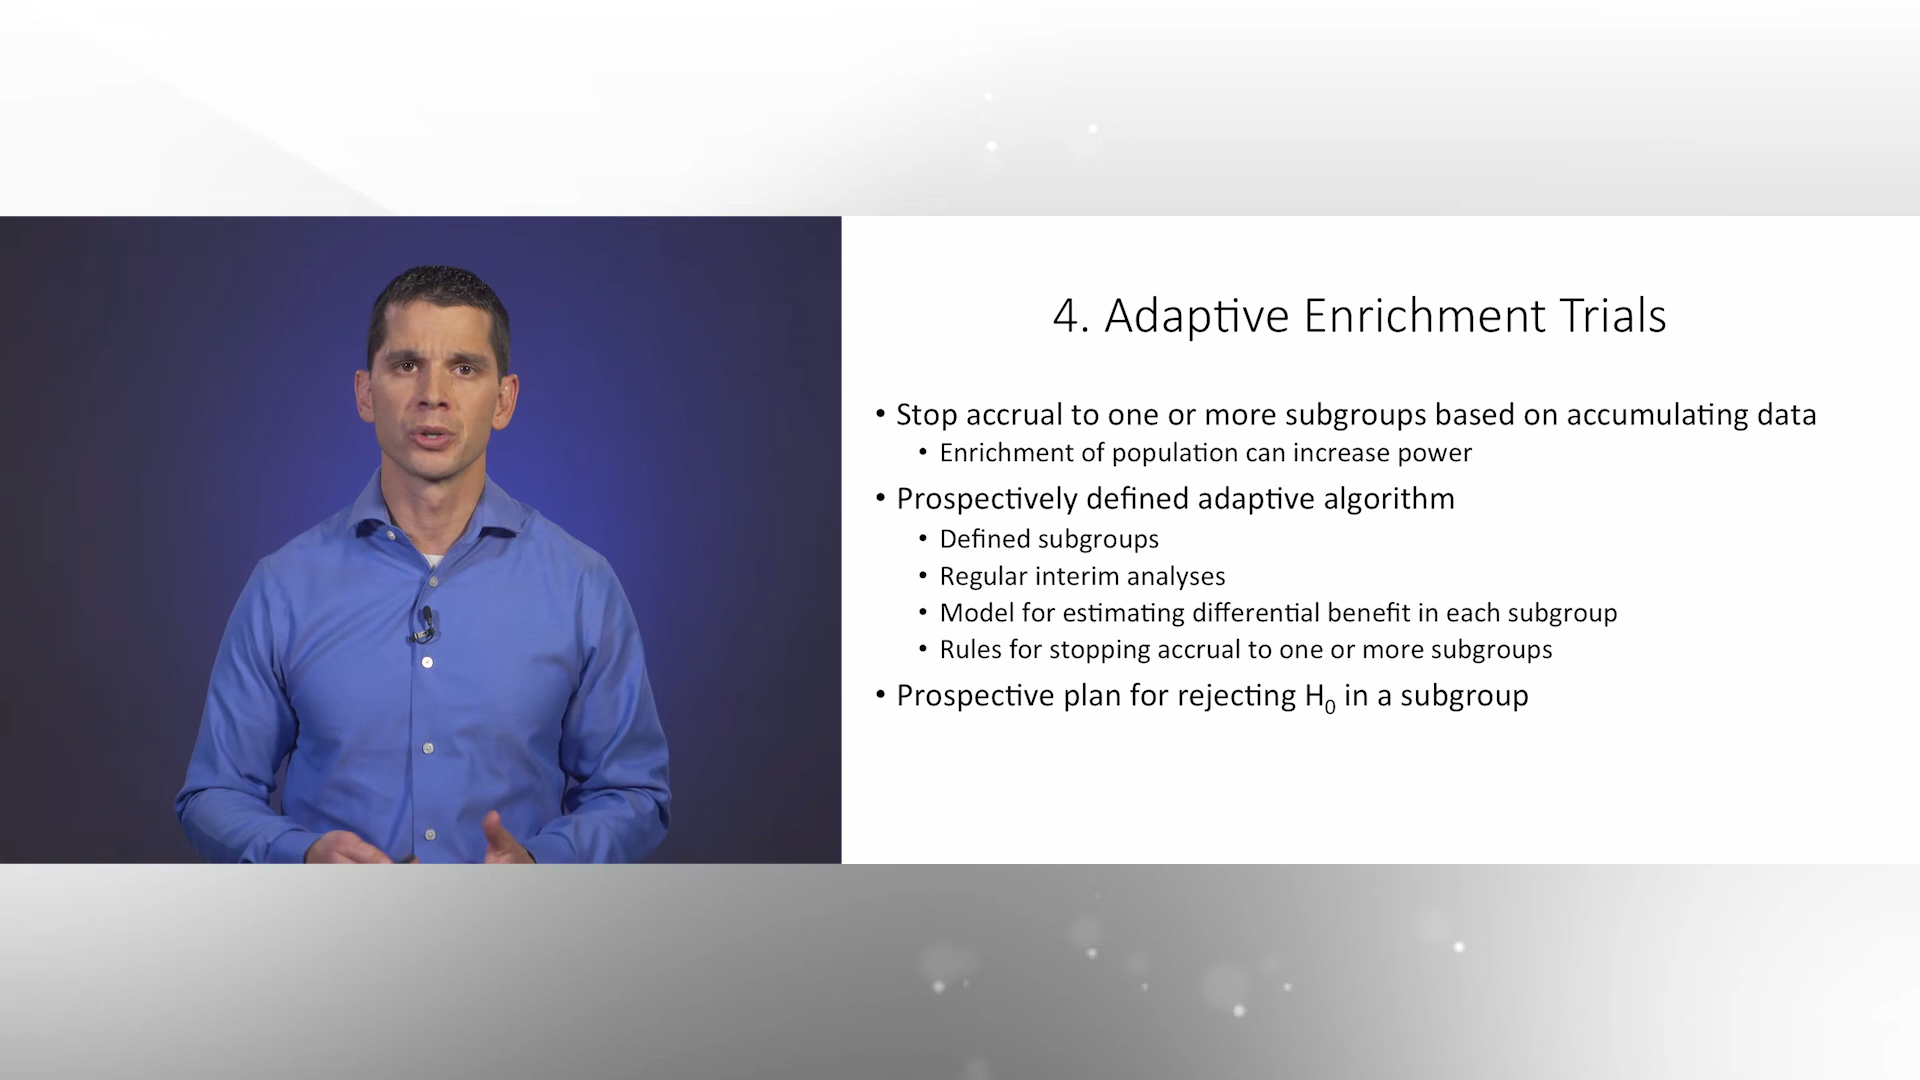 4. Adaptive Enrichment Trials
• Stop accrual to one or more subgroups based on accumulating data
• Enrichment of population can increase power
• Prospectively defined adaptive algorithm
• Defined subgroups
• Regular interim analyses
• Model for estimating differential benefit in each subgroup
• Rules for stopping accrual to one or more subgroups
• Prospective plan for rejecting H₀ in a subgroup